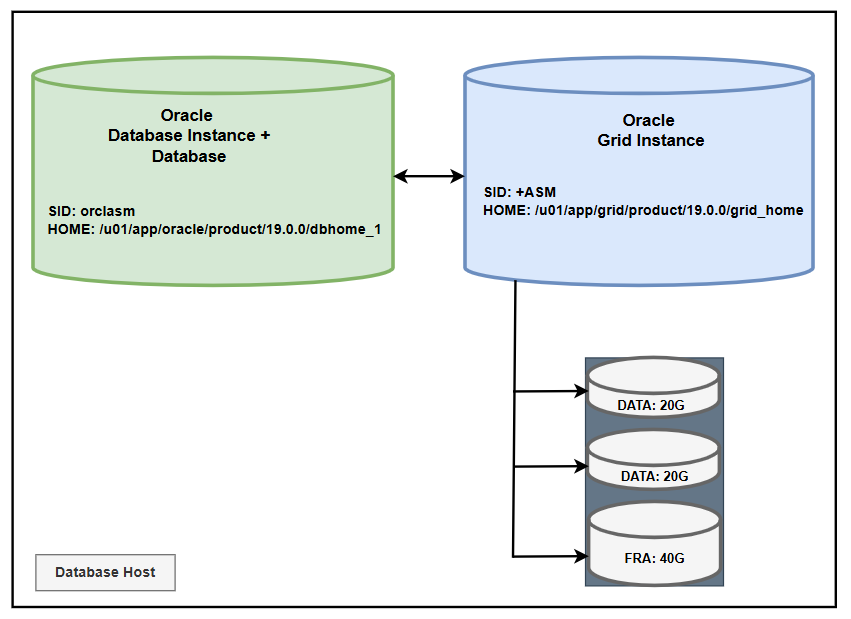 Oracle
Database Instance +
Database
SID: orclasm
HOME: /u01/app/oracle/product/19.0.0/dbhome_1
Oracle
Grid Instance
SID: +ASM
HOME: /u01/app/grid/product/19.0.0/grid_home
DATA: 20G
DATA: 20G
FRA: 40G
Database Host